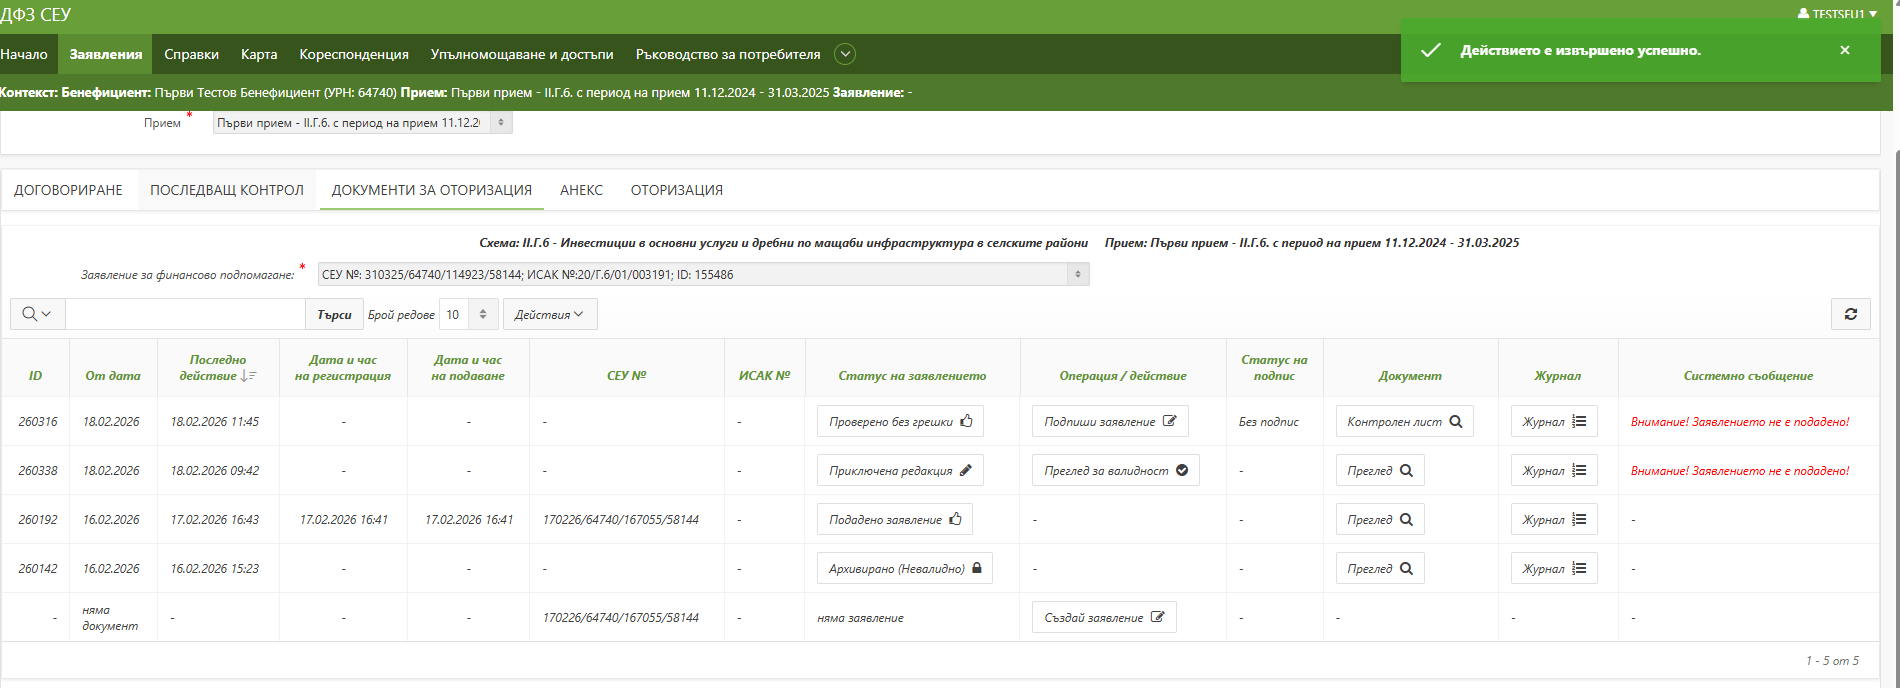 ДФЗ СЕУ
TESTSEU1
Начало Заявления Справки Карта Кореспонденция Упълномощаване и достъпи Ръководство за потребителя
Действието е извършено успешно.
Контекст: Бенефициент: Първи Тестов Бенефициент (УРН: 64740) Прием: Първи прием - II.Г.6. с период на прием 11.12.2024 - 31.03.2025 Заявление: -
Прием * Първи прием - II.Г.6. с период на прием 11.12.2
ДОГОВОРИРАНЕ ПОСЛЕДВАЩ КОНТРОЛ ДОКУМЕНТИ ЗА ОТОРИЗАЦИЯ АНЕКС ОТОРИЗАЦИЯ
Схема: II.Г.6 - Инвестиции в основни услуги и дребни по мащаби инфраструктура в селските райони Прием: Първи прием - II.Г.6. с период на прием 11.12.2024 - 31.03.2025
Заявление за финансово подпомагане: * СЕУ №: 310325/64740/114923/58144; ИСАК №:20/Г.6/01/003191; ID: 155486
Търси Брой редове 10 Действия
ID От дата Последно действие Дата и час на регистрация Дата и час на подаване СЕУ № ИСАК № Статус на заявлението Операция / действие Статус на подпис Документ Журнал Системно съобщение
260316 18.02.2026 18.02.2026 11:45 - - - - Проверено без грешки Подпиши заявление Без подпис Контролен лист Журнал Внимание! Заявлението не е подадено!
260338 18.02.2026 18.02.2026 09:42 - - - - Приключена редакция Преглед за валидност - Преглед Журнал Внимание! Заявлението не е подадено!
260192 16.02.2026 17.02.2026 16:43 17.02.2026 16:41 17.02.2026 16:41 170226/64740/167055/58144 - Подадено заявление - - Преглед Журнал -
260142 16.02.2026 16.02.2026 15:23 - - - - Архивирано (Невалидно) - - Преглед Журнал -
- няма документ - - - 170226/64740/167055/58144 - няма заявление Създай заявление - - - -
1 - 5 от 5